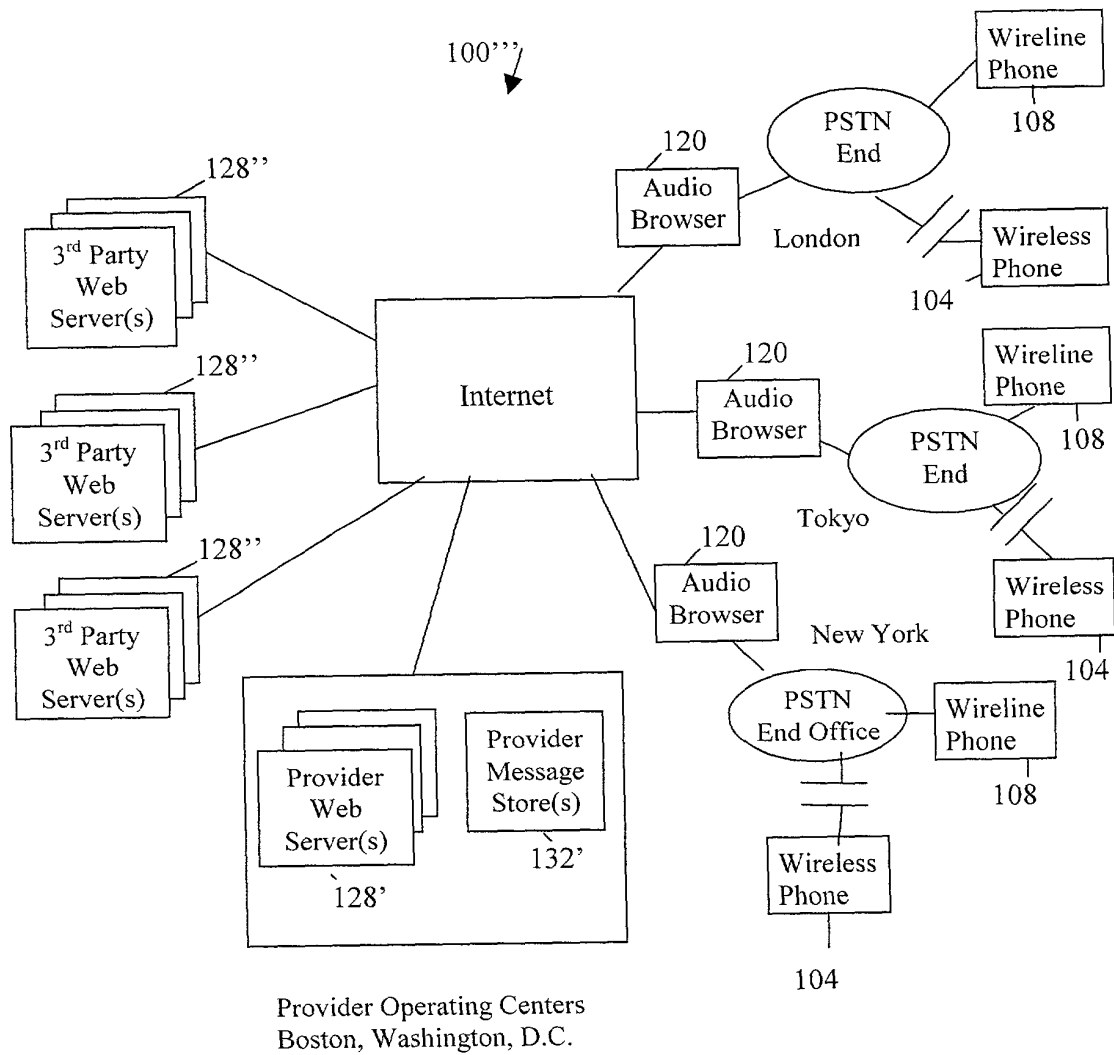 100’’’
Wireline
Phone
108
PSTN
End
120
Audio
Browser
London
Wireless
Phone
104
128’’
3rd Party
Web
Server(s)
Internet
120
Audio
Browser
Wireline
Phone
108
PSTN
End
Tokyo
Wireless
Phone
104
128’’
3rd Party
Web
Server(s)
120
Audio
Browser
New York
PSTN
End Office
Wireline
Phone
108
Wireless
Phone
104
128’’
3rd Party
Web
Server(s)
Provider
Web
Server(s)
128’
Provider
Message
Store(s)
132’
Provider Operating Centers
Boston, Washington, D.C.